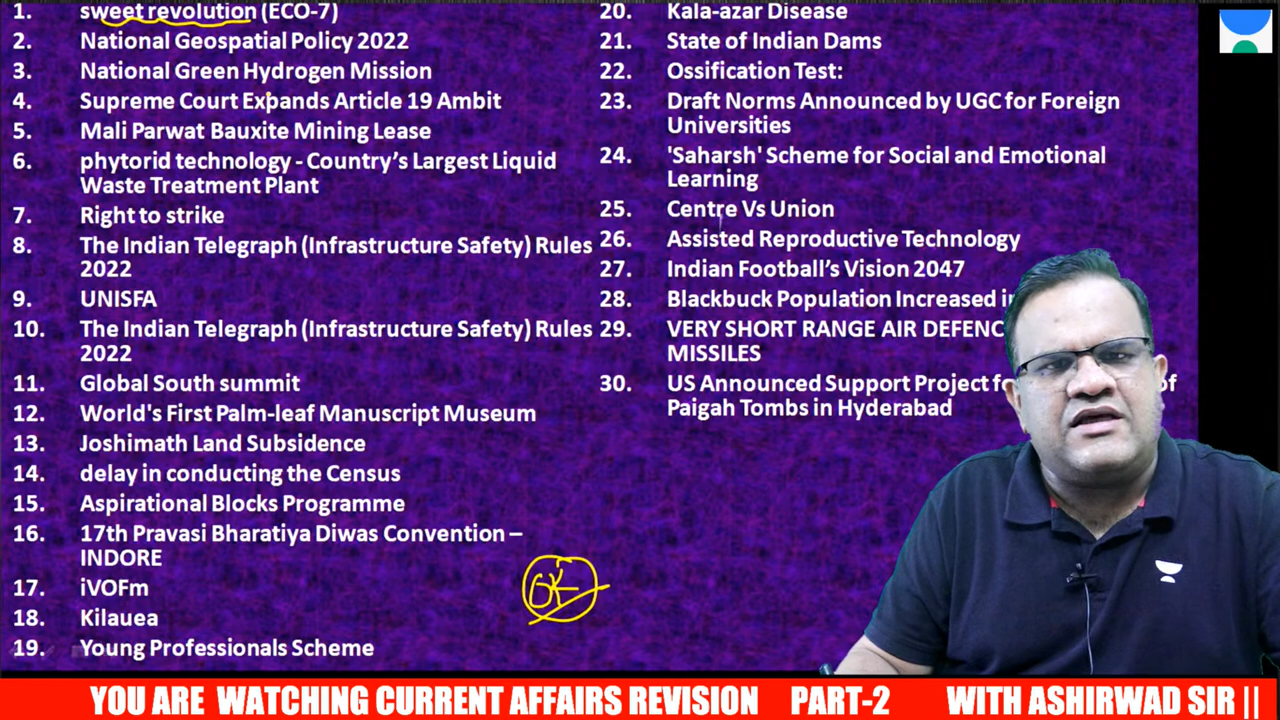 1. sweet revolution (ECO-7)
2. National Geospatial Policy 2022
3. National Green Hydrogen Mission
4. Supreme Court Expands Article 19 Ambit
5. Mali Parwat Bauxite Mining Lease
6. phytorid technology - Country’s Largest Liquid
Waste Treatment Plant
7. Right to strike
8. The Indian Telegraph (Infrastructure Safety) Rules
2022
9. UNISFA
10. The Indian Telegraph (Infrastructure Safety) Rules
2022
11. Global South summit
12. World's First Palm-leaf Manuscript Museum
13. Joshimath Land Subsidence
14. delay in conducting the Census
15. Aspirational Blocks Programme
16. 17th Pravasi Bharatiya Diwas Convention –
INDORE
17. iVOFm
18. Kilauea
19. Young Professionals Scheme
GK
20. Kala-azar Disease
21. State of Indian Dams
22. Ossification Test:
23. Draft Norms Announced by UGC for Foreign
Universities
24. 'Saharsh' Scheme for Social and Emotional
Learning
25. Centre Vs Union
26. Assisted Reproductive Technology
27. Indian Football’s Vision 2047
28. Blackbuck Population Increased
29. VERY SHORT RANGE AIR
MISSILES
30. US Announced Support Project of
Paigah Tombs in Hyderabad
YOU ARE WATCHING CURRENT AFFAIRS REVISION PART-2 WITH ASHIRWAD SIR ||